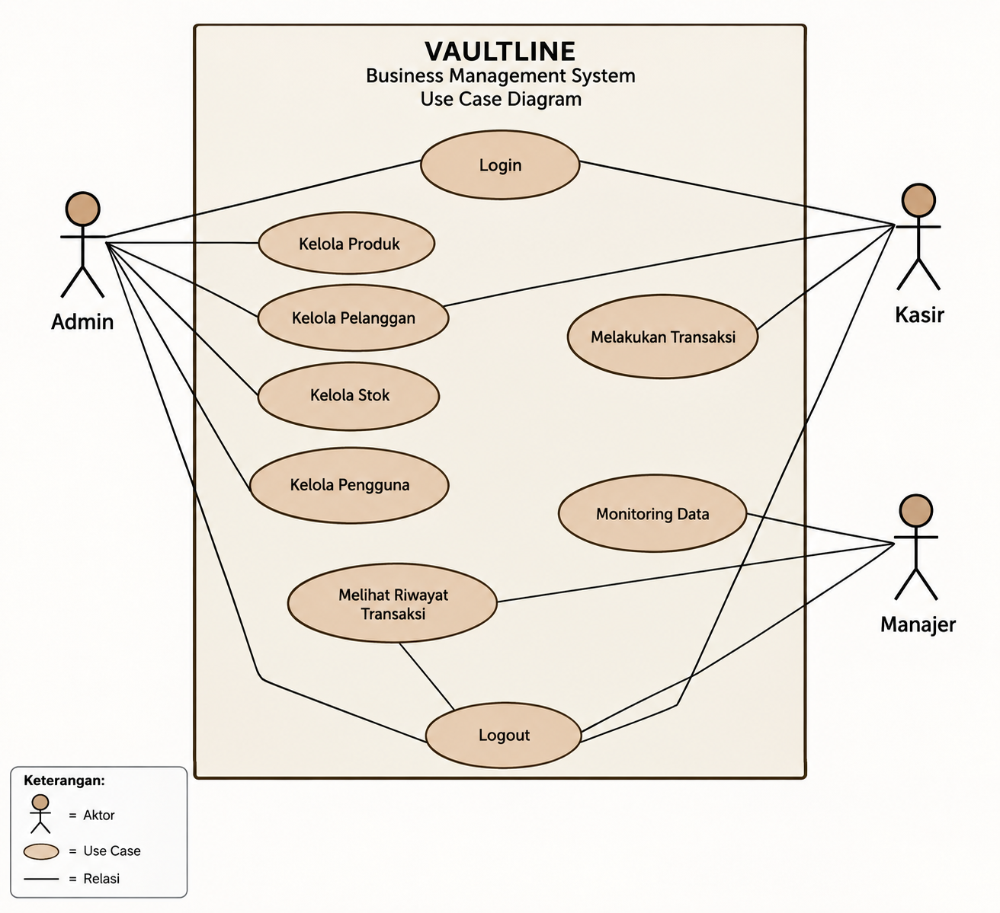 VAULTLINE
Business Management System
Use Case Diagram
Login
Kelola Produk
Kelola Pelanggan
Melakukan Transaksi
Kelola Stok
Kelola Pengguna
Monitoring Data
Melihat Riwayat
Transaksi
Logout
Admin
Kasir
Manajer
Keterangan:
= Aktor
= Use Case
= Relasi